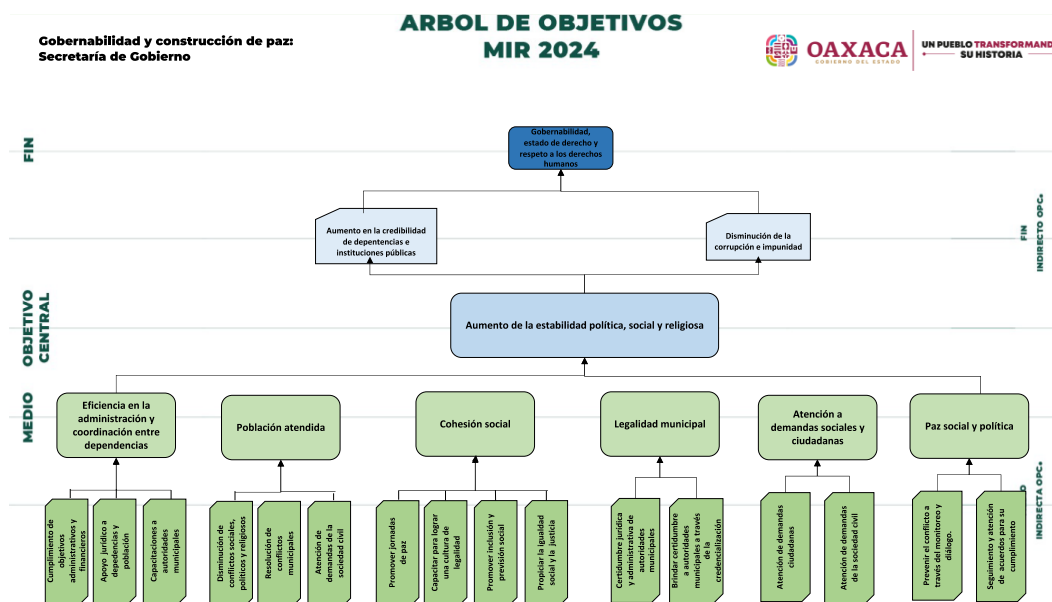 ARBOL DE OBJETIVOS
MIR 2024
Gobernabilidad y construcción de paz:
Secretaría de Gobierno
OAXACA
GOBIERNO DEL ESTADO
UN PUEBLO TRANSFORMAND
SU HISTORIA
FIN
Gobernabilidad,
estado de derecho y
respeto a los derechos
humanos
FIN
INDIRECTO OPC.
Aumento en la credibilidad
de depentencias e
instituciones públicas
Disminución de la
corrupción e impunidad
OBJETIVO
CENTRAL
Aumento de la estabilidad política, social y religiosa
MEDIO
Eficiencia en la
administración y
coordinación entre
dependencias
Población atendida
Cohesión social
Legalidad municipal
Atención a
demandas sociales y
ciudadanas
Paz social y política
O
INDIRECTA OPC.
Cumplimiento de
objetivos
administrativos y
financieros
Apoyo jurídico a
depedencias y
población
Capacitaciones a
autoridades
municipales
Disminución de
conflictos sociales,
políticos y religiosos
Resolución de
conflictos
municipales
Atención de
demandas de la
sociedad civil
Promover jornadas
de paz
Capacitar para lograr
una cultura de
legalidad
Promover inclusión y
previsión social
Propiciar la igualdad
social y la justicia
Certidumbre jurídica
y administrativa de
autoridades
municipales
Brindar certidumbre
a autoridades
municipales a través
de la
credencialización
Atención de demandas
ciudadanas
Atención de demandas
de la sociedad civil
Prevenir el conflicto a
través del monitoreo y
diálogo.
Seguimiento y atención
de acuerdos para su
cumplimiento